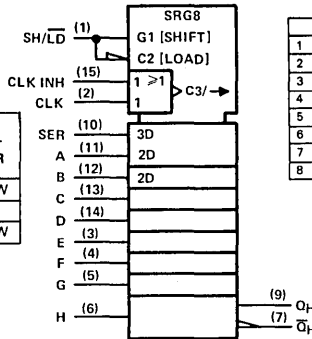 SRG8
SH/L̅D̅ (1) G1 [SHIFT]
C2 [LOAD]
CLK INH (15) 1 ≥1
C3/→
CLK (2) 1
SER (10) 3D
A (11) 2D
B (12) 2D
C (13)
D (14)
E (3)
F (4)
G (5)
H (6)
(9) QH
(7) Q̅H
R
W
W
1
2
3
4
5
6
7
8